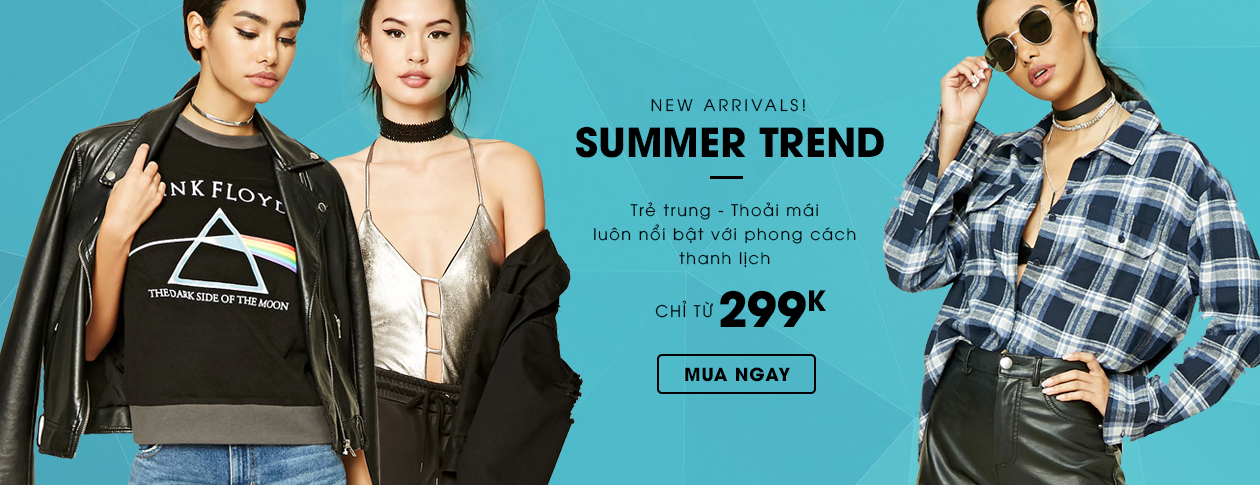 NEW ARRIVALS!
SUMMER TREND
Trẻ trung - Thoải mái
luôn nổi bật với phong cách
thanh lịch
CHỈ TỪ 299K
MUA NGAY
NK FLOY
THE DARK SIDE OF THE MOON